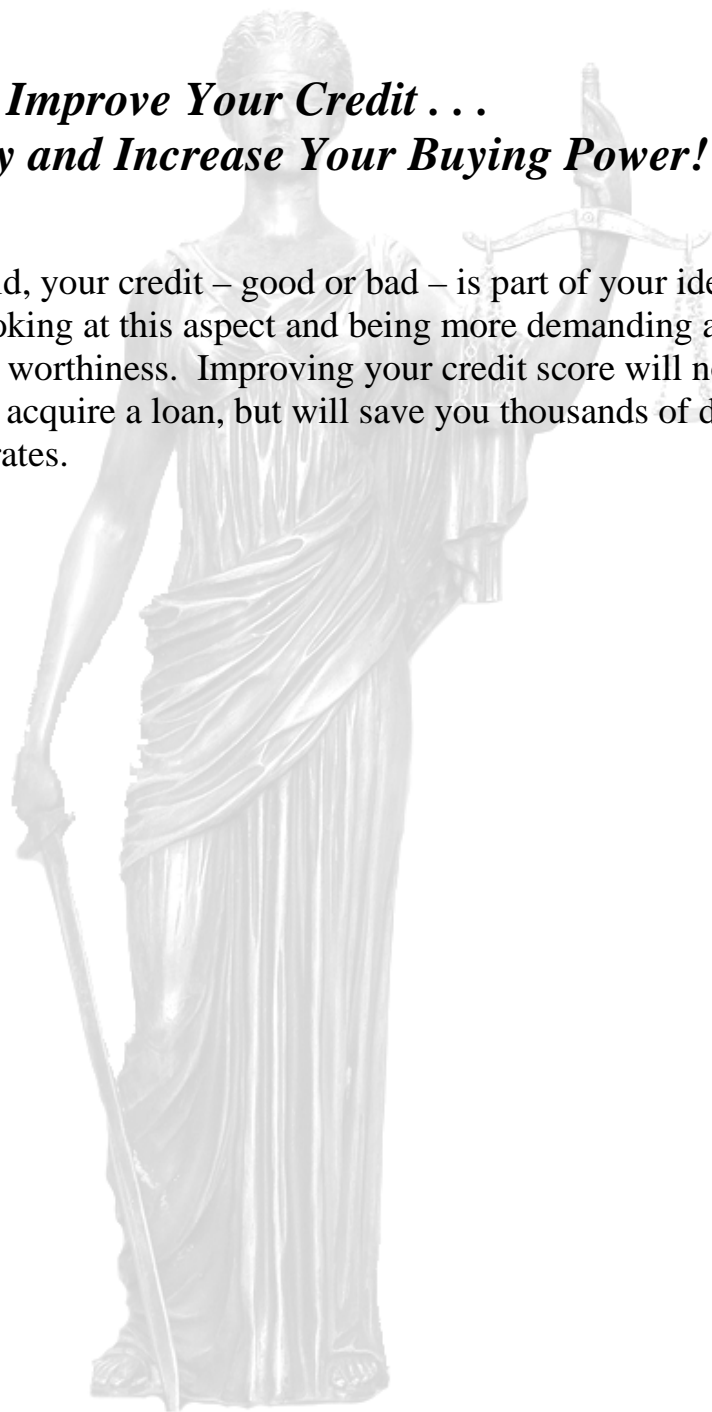 Improve Your Credit . . .
y and Increase Your Buying Power!
ld, your credit – good or bad – is part of your ide
oking at this aspect and being more demanding a
worthiness.  Improving your credit score will no
acquire a loan, but will save you thousands of d
rates.